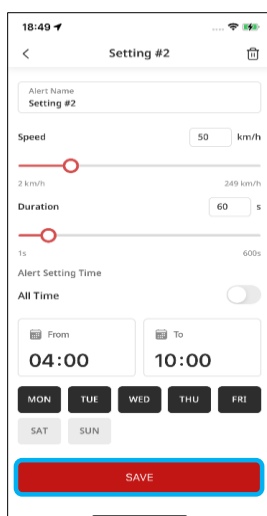 18:49
Setting #2
Alert Name
Setting #2
Speed 50 km/h
2 km/h 249 km/h
Duration 60 s
1s 600s
Alert Setting Time
All Time
From To
04:00 10:00
MON TUE WED THU FRI
SAT SUN
SAVE